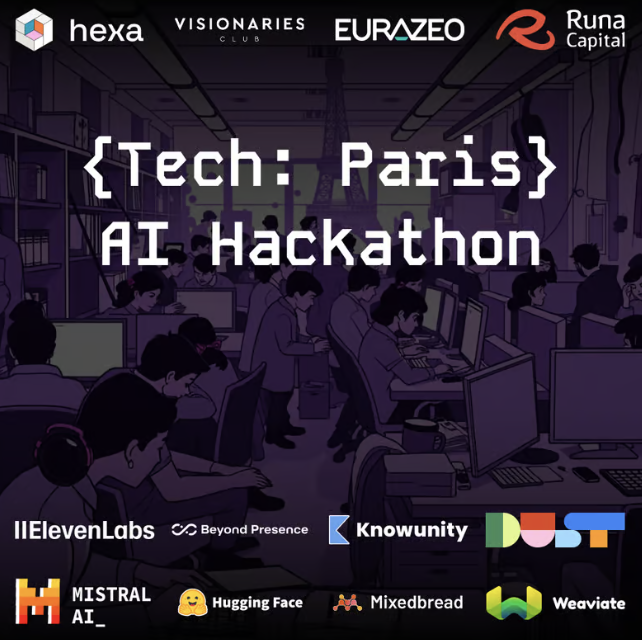 hexa
VISIONARIES
CLUB
EURAZEO
Runa
Capital
{Tech: Paris}
AI Hackathon
IIElevenLabs
Beyond Presence
Knowunity
DUST
MISTRAL
AI_
Hugging Face
Mixedbread
Weaviate